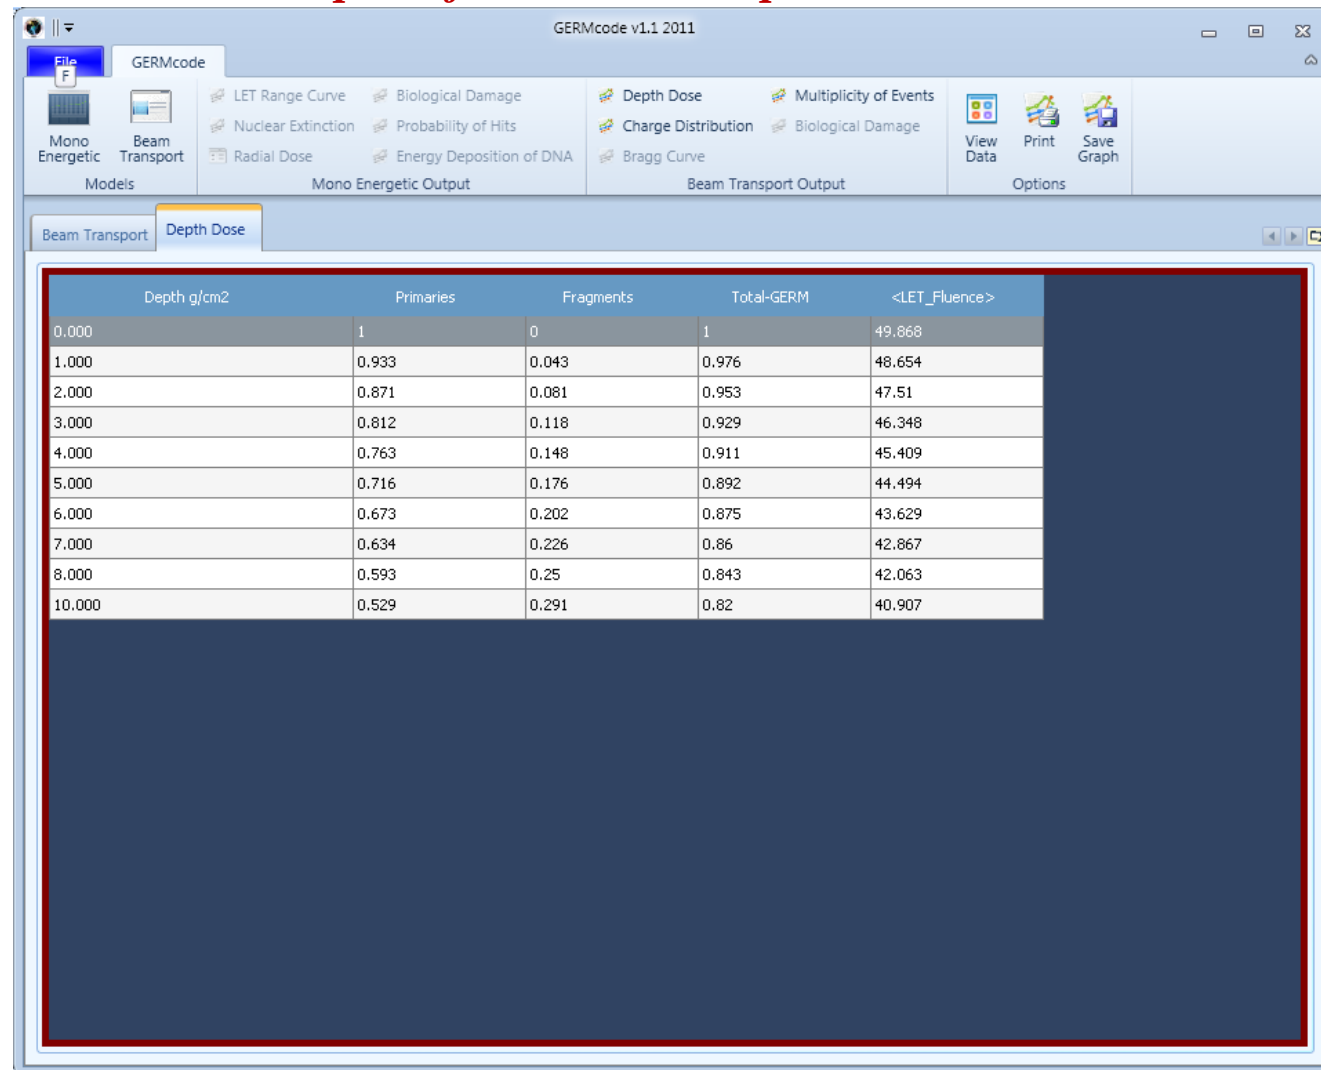 GERMcode v1.1 2011
File GERMcode
F
LET Range Curve Biological Damage Depth Dose Multiplicity of Events
Nuclear Extinction Probability of Hits Charge Distribution Biological Damage
Radial Dose Energy Deposition of DNA Bragg Curve
Mono Energetic Beam Transport View Data Print Save Graph
Models Mono Energetic Output Beam Transport Output Options
Beam Transport Depth Dose
Depth g/cm2 Primaries Fragments Total-GERM <LET_Fluence>
0.000 1 0 1 49.868
1.000 0.933 0.043 0.976 48.654
2.000 0.871 0.081 0.953 47.51
3.000 0.812 0.118 0.929 46.348
4.000 0.763 0.148 0.911 45.409
5.000 0.716 0.176 0.892 44.494
6.000 0.673 0.202 0.875 43.629
7.000 0.634 0.226 0.86 42.867
8.000 0.593 0.25 0.843 42.063
10.000 0.529 0.291 0.82 40.907